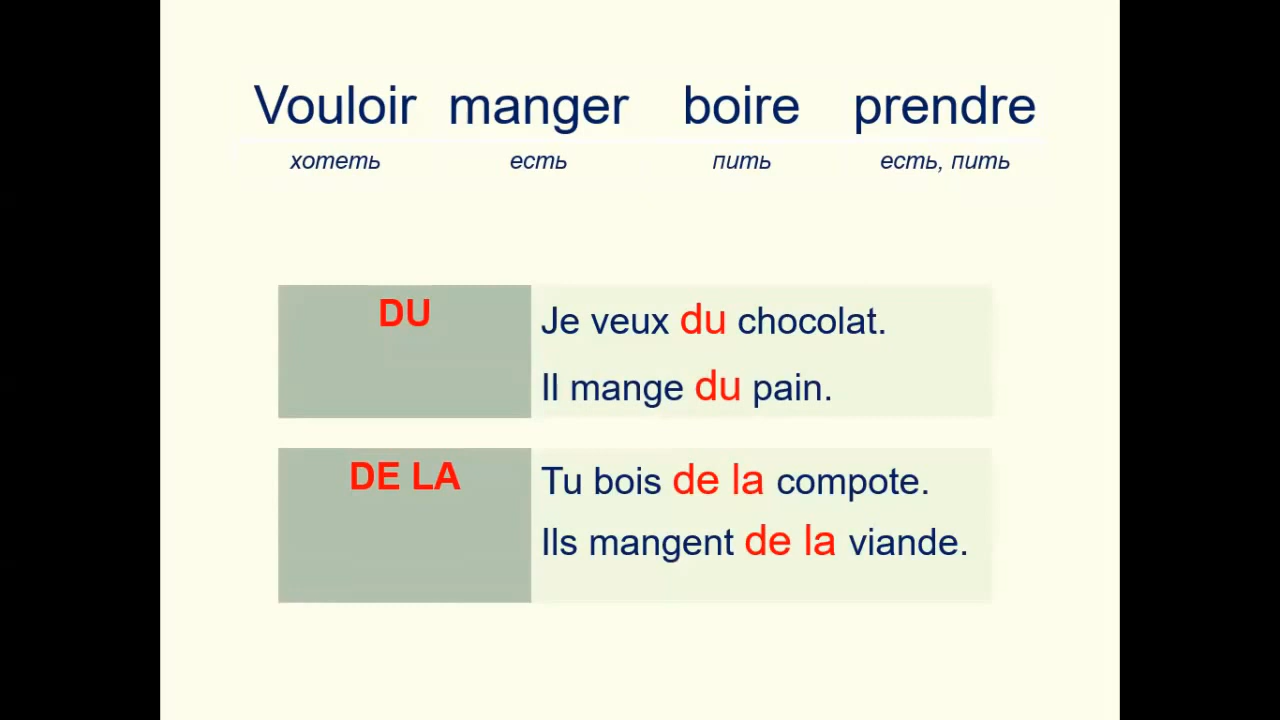 Vouloir manger boire prendre
хотеть есть пить есть, пить
DU
Je veux du chocolat.
Il mange du pain.
DE LA
Tu bois de la compote.
Ils mangent de la viande.